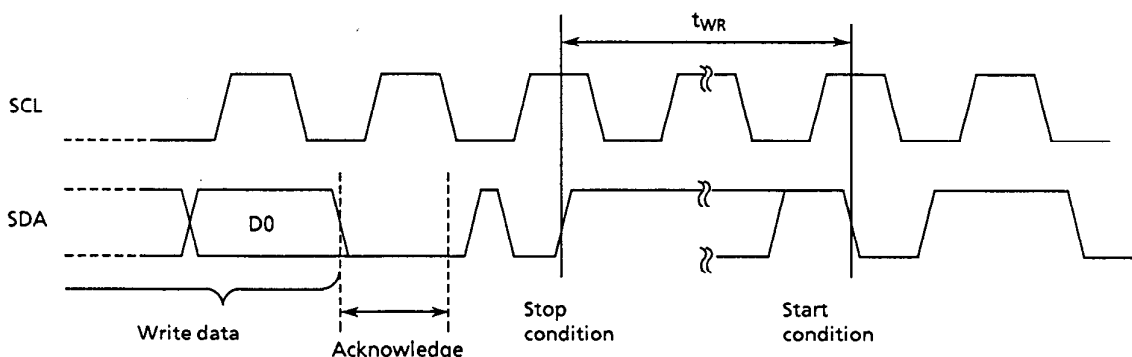 tWR
SCL
SDA
D0
Write data
Acknowledge
Stop
condition
Start
condition